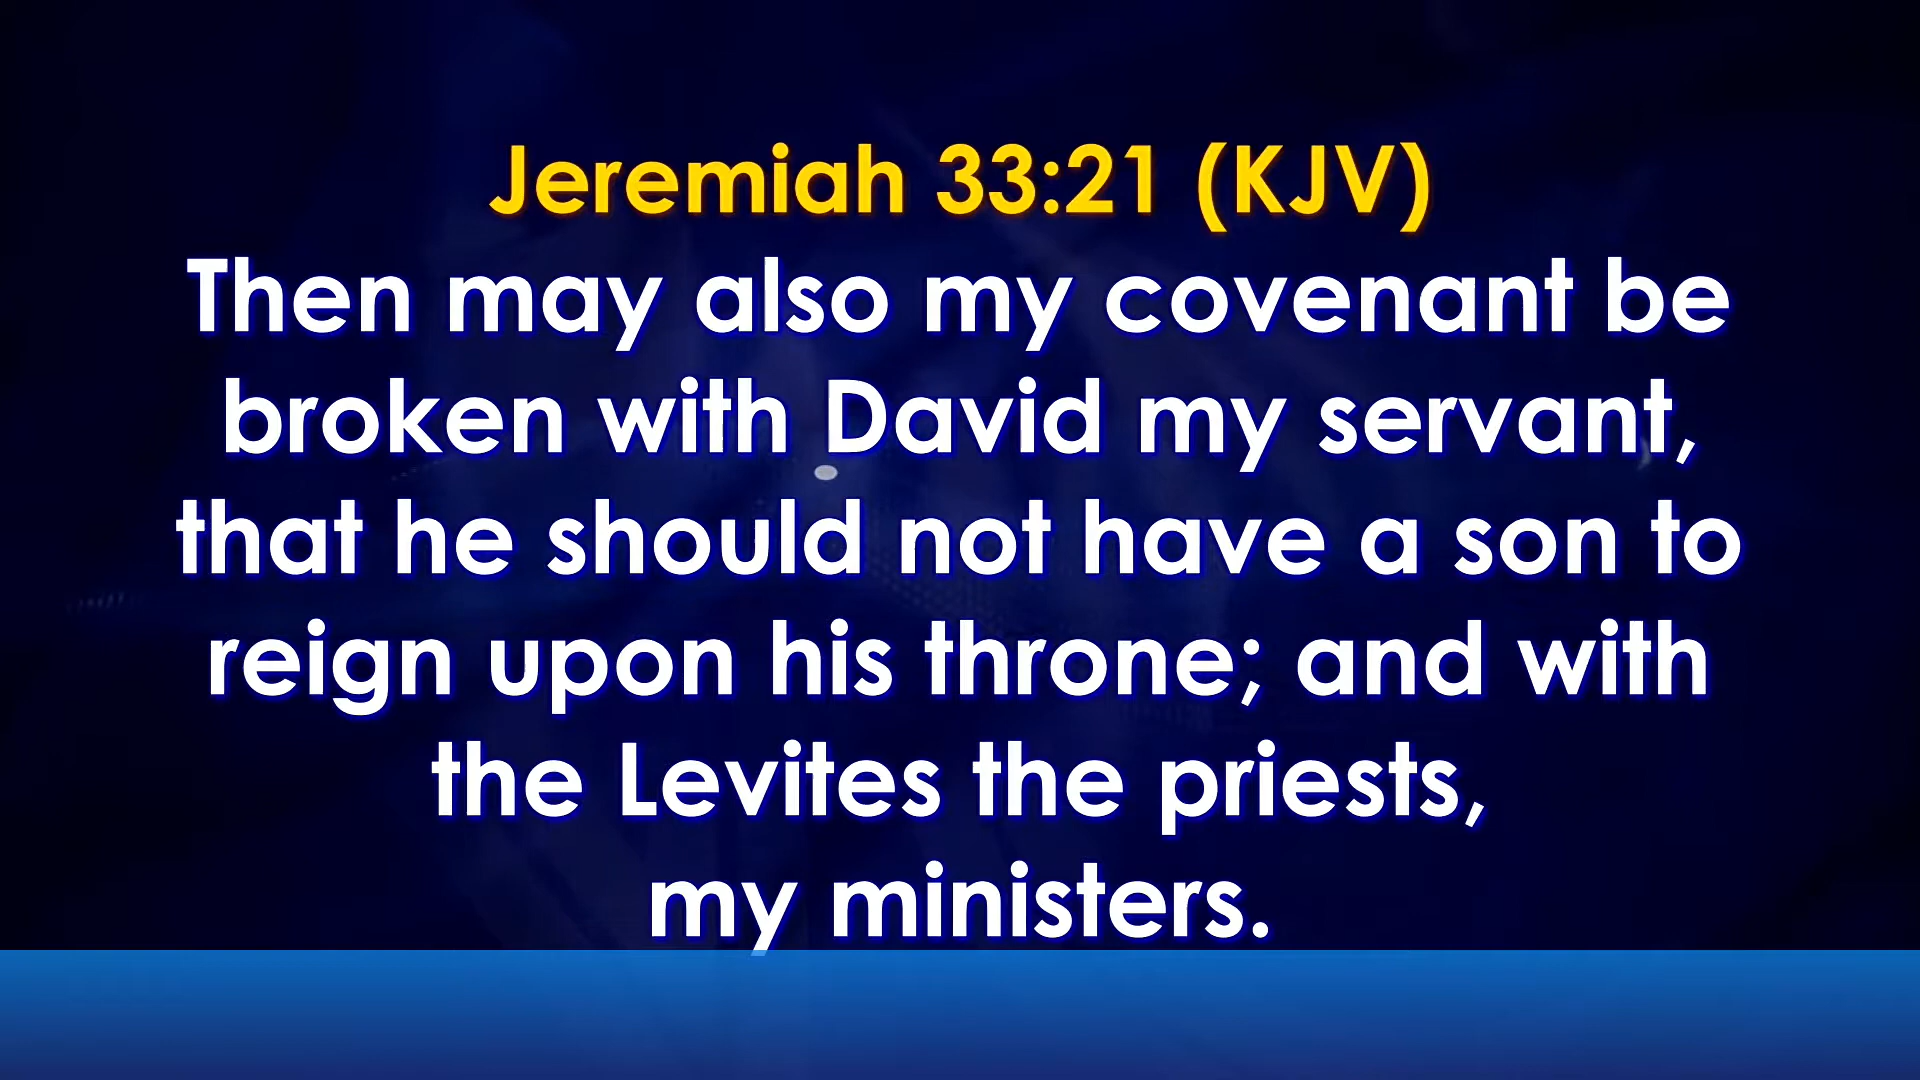 Jeremiah 33:21 (KJV)
Then may also my covenant be
broken with David my servant,
that he should not have a son to
reign upon his throne; and with
the Levites the priests,
my ministers.